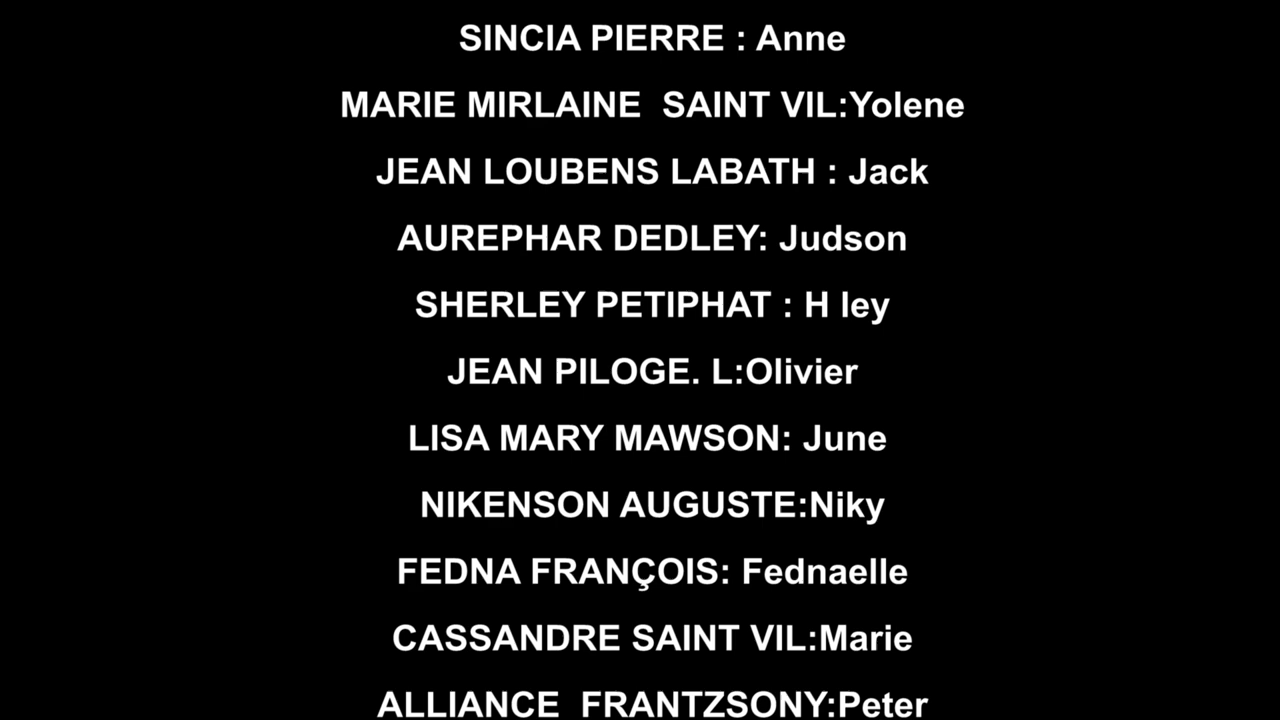 SINCIA PIERRE : Anne
MARIE MIRLAINE  SAINT VIL:Yolene
JEAN LOUBENS LABATH : Jack
AUREPHAR DEDLEY: Judson
SHERLEY PETIPHAT : H ley
JEAN PILOGE. L:Olivier
LISA MARY MAWSON: June
NIKENSON AUGUSTE:Niky
FEDNA FRANÇOIS: Fednaelle
CASSANDRE SAINT VIL:Marie
ALLIANCE  FRANTZSONY:Peter